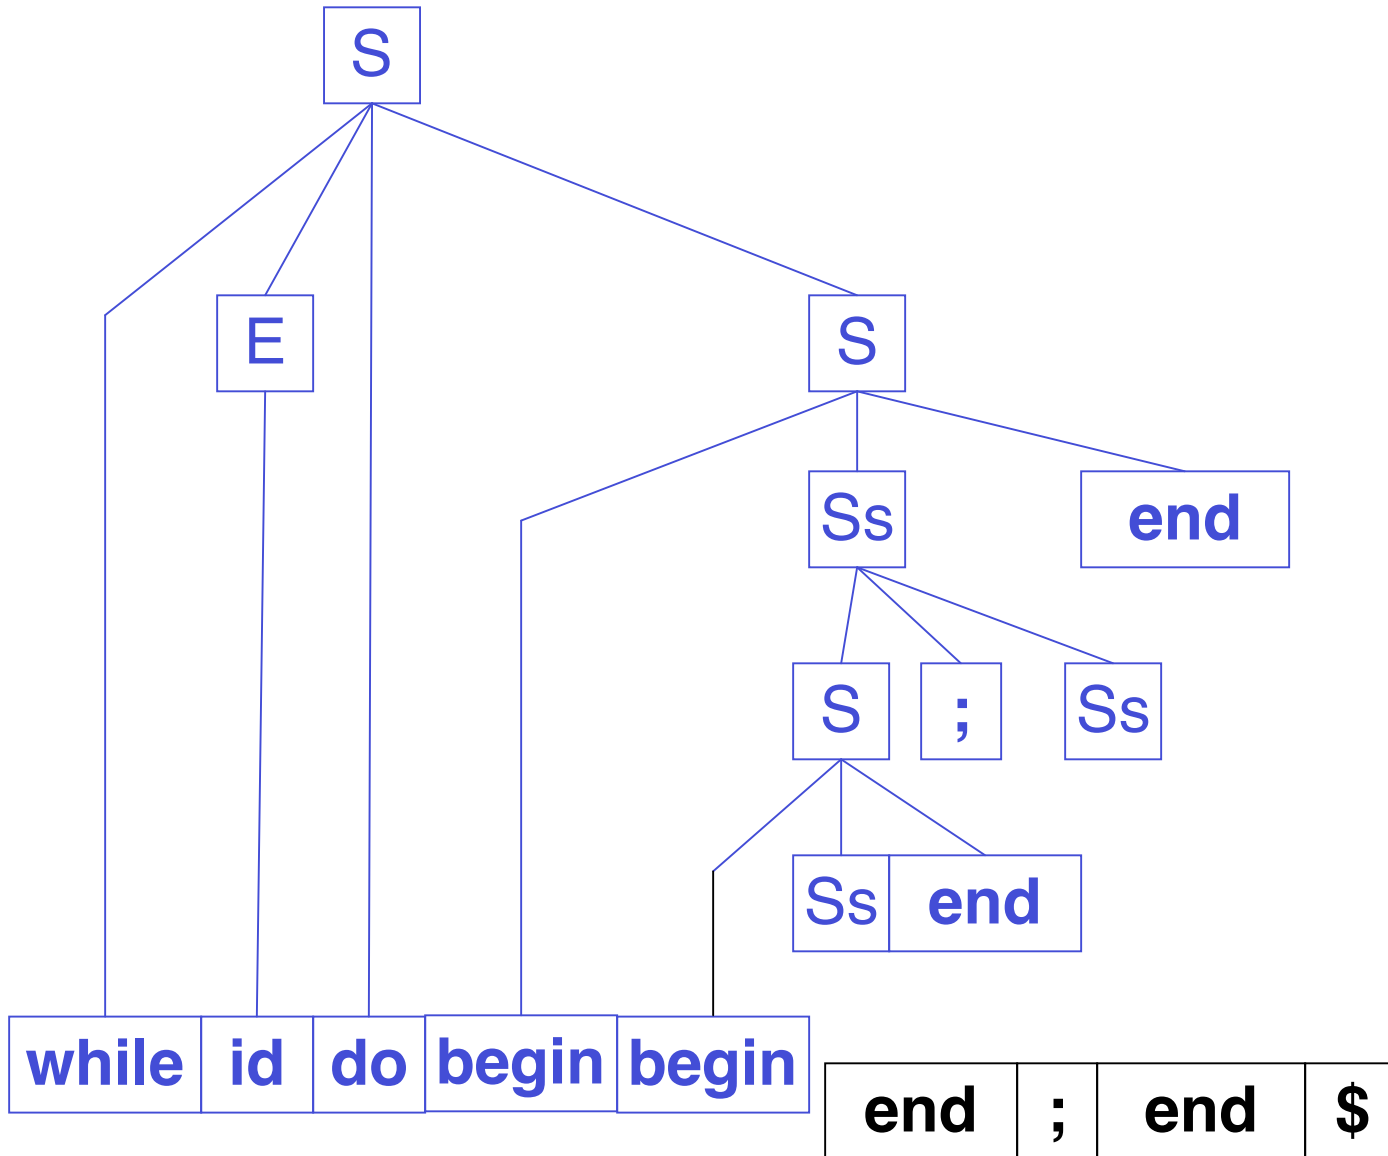 S
E S
Ss end
S ; Ss
Ss end
while id do begin begin
end ; end $